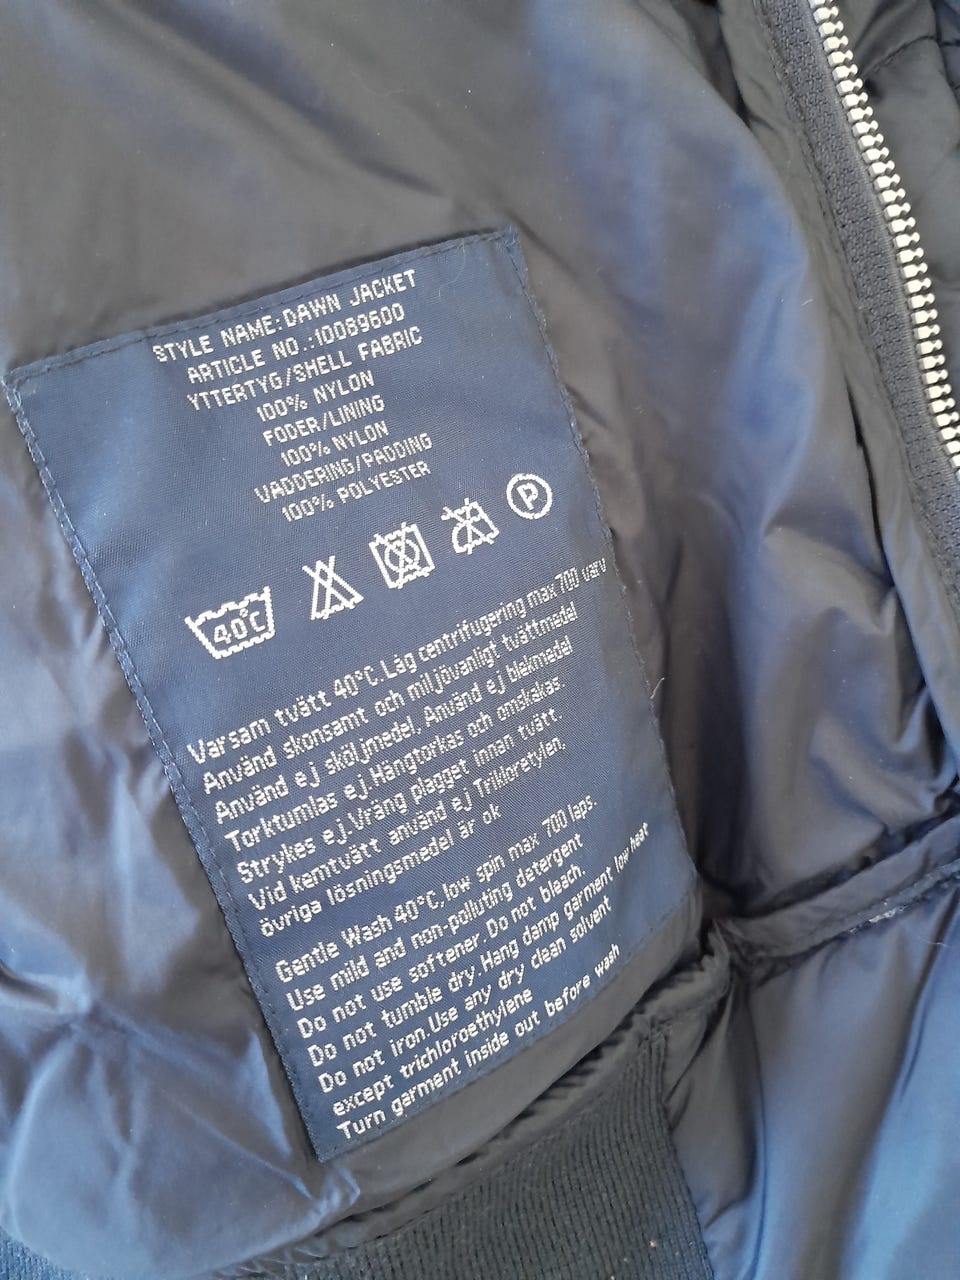 STYLE NAME:DAWN JACKET
ARTICLE NO.:10089600
YTTERTYG/SHELL FABRIC
100% NYLON
FODER/LINING
100% NYLON
VADDERING/PADDING
100% POLYESTER
40°C P
Varsam tvätt 40°C.Låg centrifugering max 700 varv
Använd skonsamt och miljövanligt tvättmedel
Använd ej sköljmedel. Använd ej blekmedel
Torktumlas ej.Hängtorkas och omskakas.
Strykes ej.Vräng plagget innan tvätt.
Vid kemtvätt använd ej Trikloretylen,
övriga lösningsmedel är ok
Gentle Wash 40°C,low spin max 700 laps.
Use mild and non-polluting detergent
Do not use softener.Do not bleach.
Do not tumble dry.Hang damp garment low heat
Do not iron.Use any dry clean solvent
except trichloroethylene
Turn garment inside out before wash